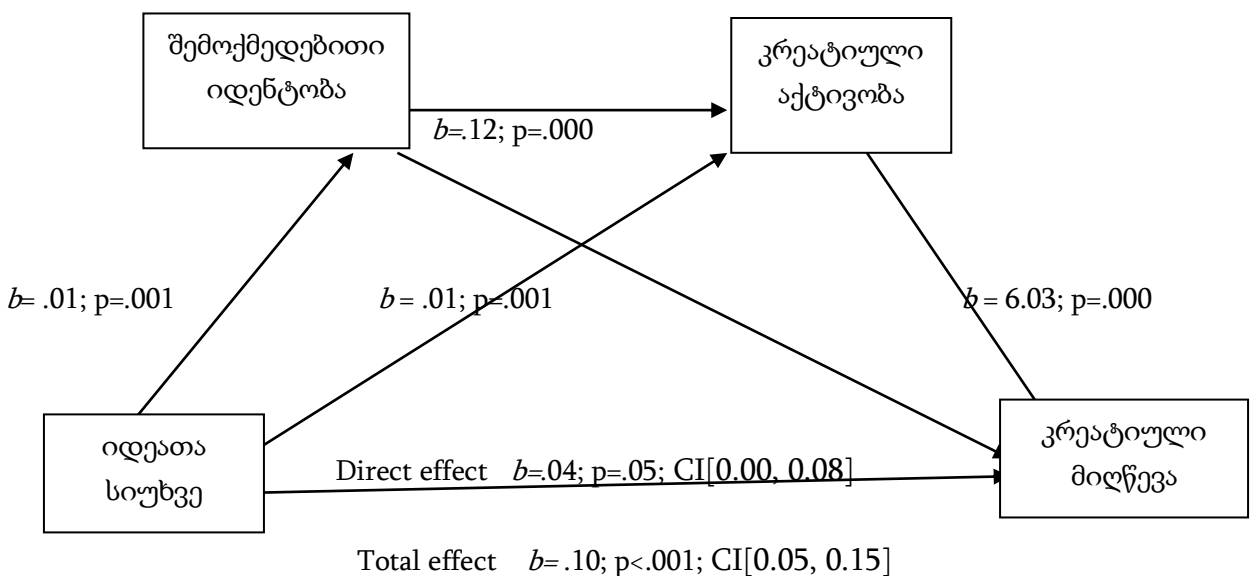 შემოქმედებითი
იდენტობა
კრეატიული
აქტივობა
b=.12; p=.000
b= .01; p=.001
b = .01; p=.001
b = 6.03; p=.000
იდეათა
სიუხვე
Direct effect b=.04; p=.05; CI[0.00, 0.08]
კრეატიული
მიღწევა
Total effect b= .10; p<.001; CI[0.05, 0.15]